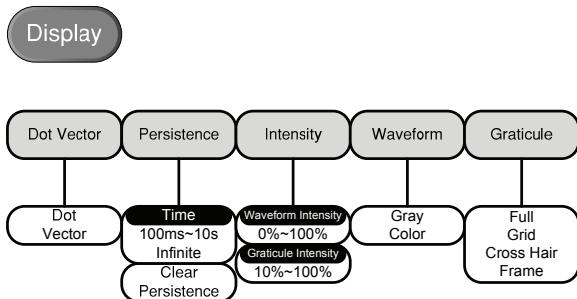 Display
Dot Vector
Persistence
Intensity
Waveform
Graticule
Dot
Vector
Time
100ms~10s
Infinite
Clear
Persistence
Waveform Intensity
0%~100%
Graticule Intensity
10%~100%
Gray
Color
Full
Grid
Cross Hair
Frame